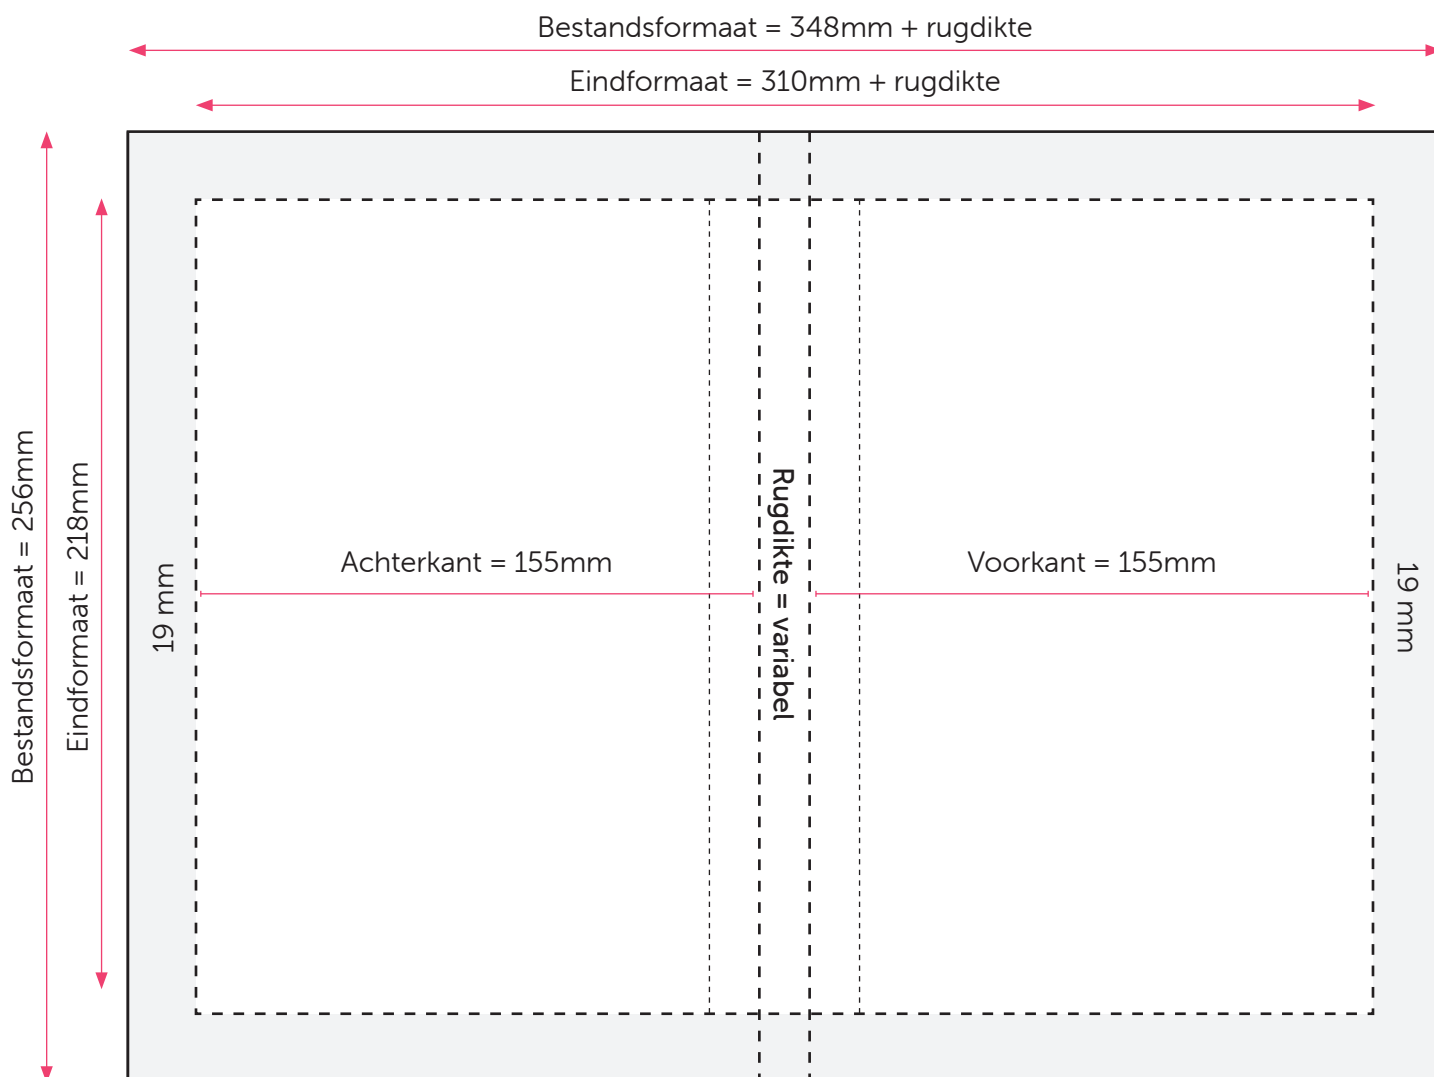 Bestandsformaat = 348mm + rugdikte
Eindformaat = 310mm + rugdikte
Bestandsformaat = 256mm
Eindformaat = 218mm
19 mm
Achterkant = 155mm
Rugdikte = variabel
Voorkant = 155mm
19 mm